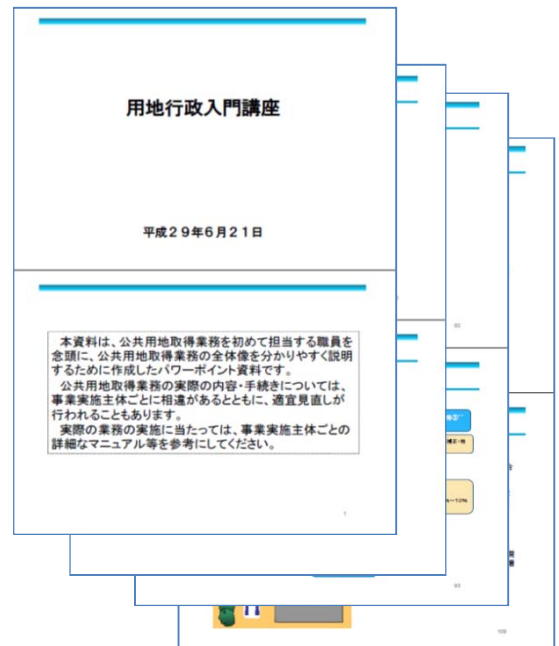 用地行政入門講座
平成29年6月21日
本資料は、公共用地取得業務を初めて担当する職員を
念頭に、公共用地取得業務の全体像を分かりやすく説明
するために作成したパワーポイント資料です。
公共用地取得業務の実際の内容・手続きについては、
事業実施主体ごとに相違があるとともに、適宜見直しが
行われることもあります。
実際の業務の実施に当たっては、事業実施主体ごとの
詳細なマニュアル等を参考にしてください。
1